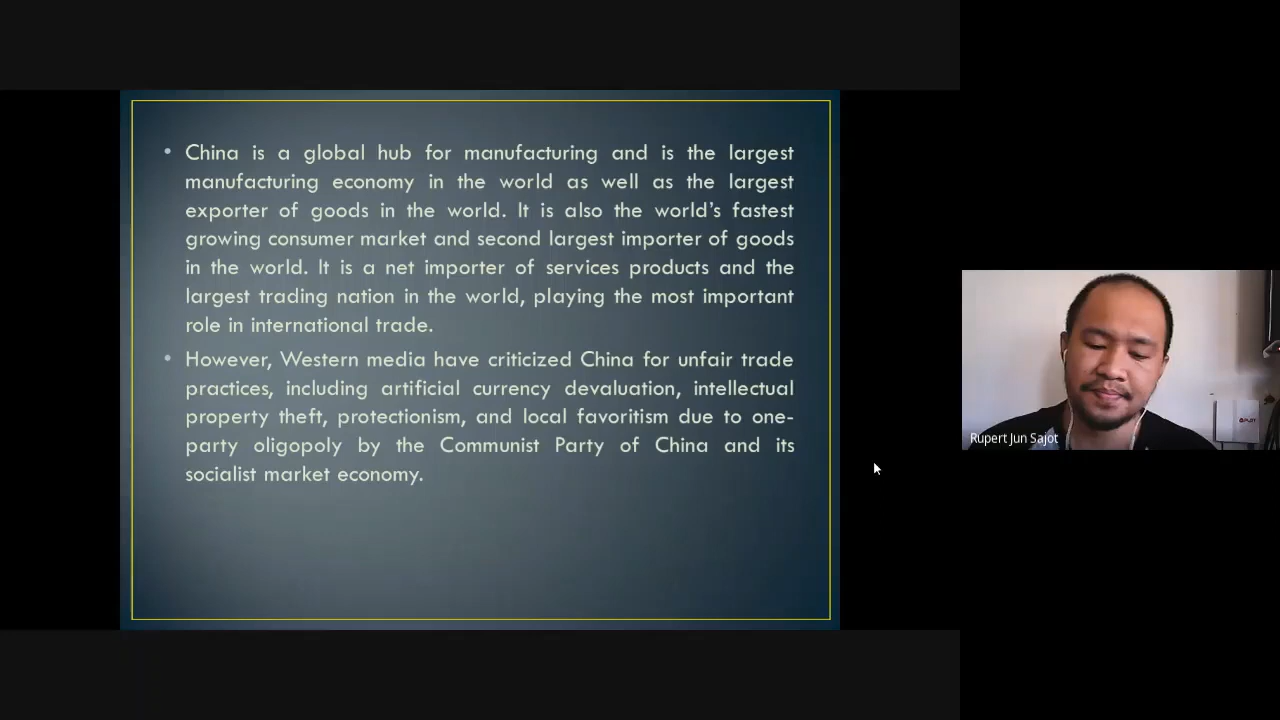 • China is a global hub for manufacturing and is the largest
manufacturing economy in the world as well as the largest
exporter of goods in the world. It is also the world's fastest
growing consumer market and second largest importer of goods
in the world. It is a net importer of services products and the
largest trading nation in the world, playing the most important
role in international trade.
• However, Western media have criticized China for unfair trade
practices, including artificial currency devaluation, intellectual
property theft, protectionism, and local favoritism due to one-
party oligopoly by the Communist Party of China and its
socialist market economy.
Rupert Jun Sajot